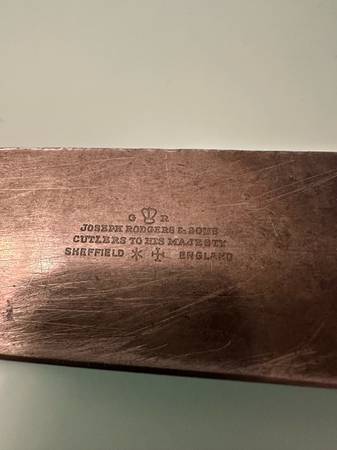 G R
JOSEPH RODGERS & SONS
CUTLERS TO HIS MAJESTY
SHEFFIELD ENGLAND